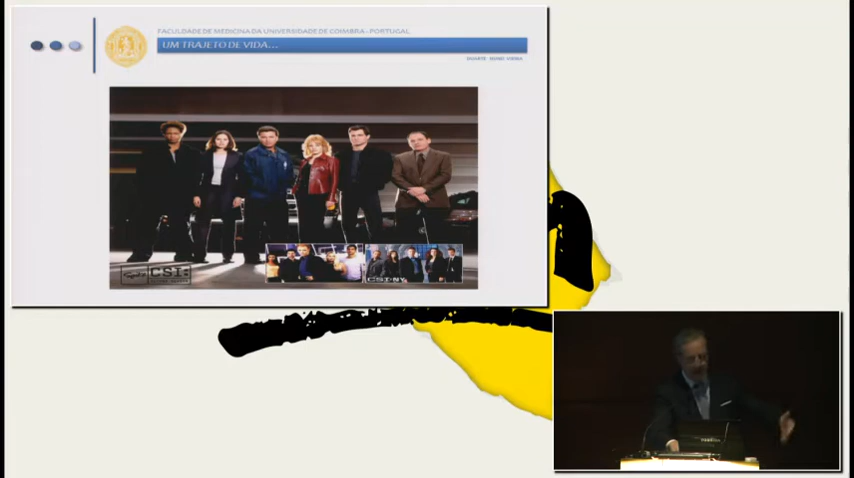 FACULDADE DE MEDICINA DA UNIVERSIDADE DE COIMBRA - PORTUGAL
UM TRAJETO DE VIDA...
DUARTE NUNO VIEIRA
CSI:
CSI:NY